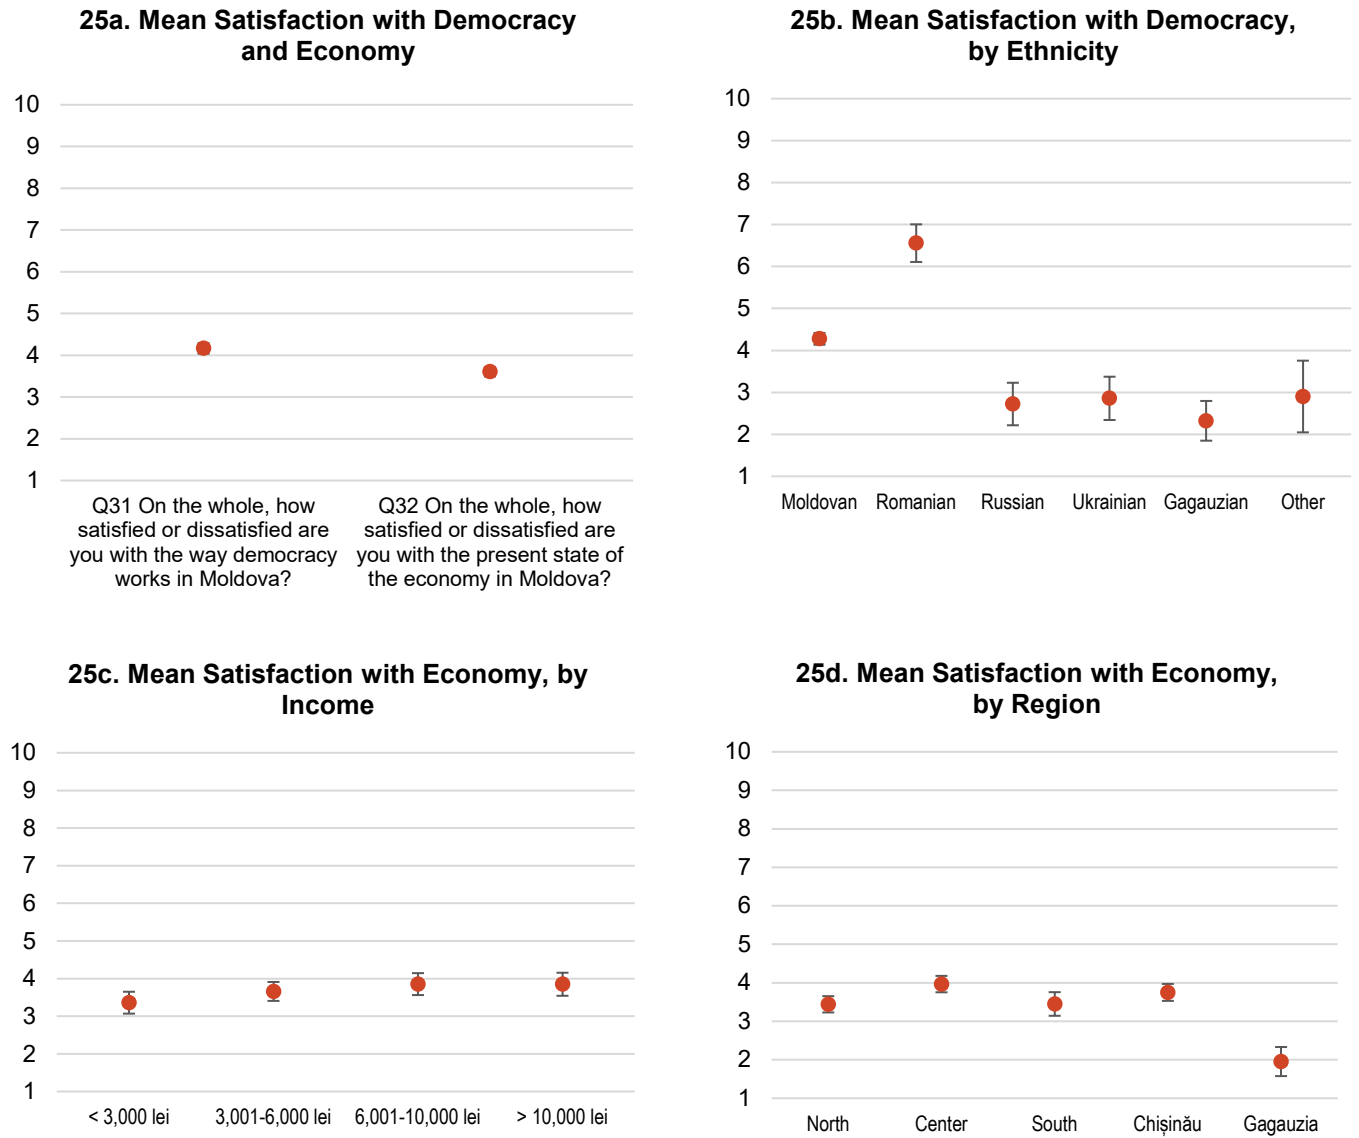 25a. Mean Satisfaction with Democracy
and Economy
10
9
8
7
6
5
4
3
2
1
Q31 On the whole, how
satisfied or dissatisfied are
you with the way democracy
works in Moldova?
Q32 On the whole, how
satisfied or dissatisfied are
you with the present state of
the economy in Moldova?
25b. Mean Satisfaction with Democracy,
by Ethnicity
10
9
8
7
6
5
4
3
2
1
Moldovan Romanian Russian Ukrainian Gagauzian Other
25c. Mean Satisfaction with Economy, by
Income
10
9
8
7
6
5
4
3
2
1
< 3,000 lei 3,001-6,000 lei 6,001-10,000 lei > 10,000 lei
25d. Mean Satisfaction with Economy,
by Region
10
9
8
7
6
5
4
3
2
1
North Center South Chișinău Gagauzia